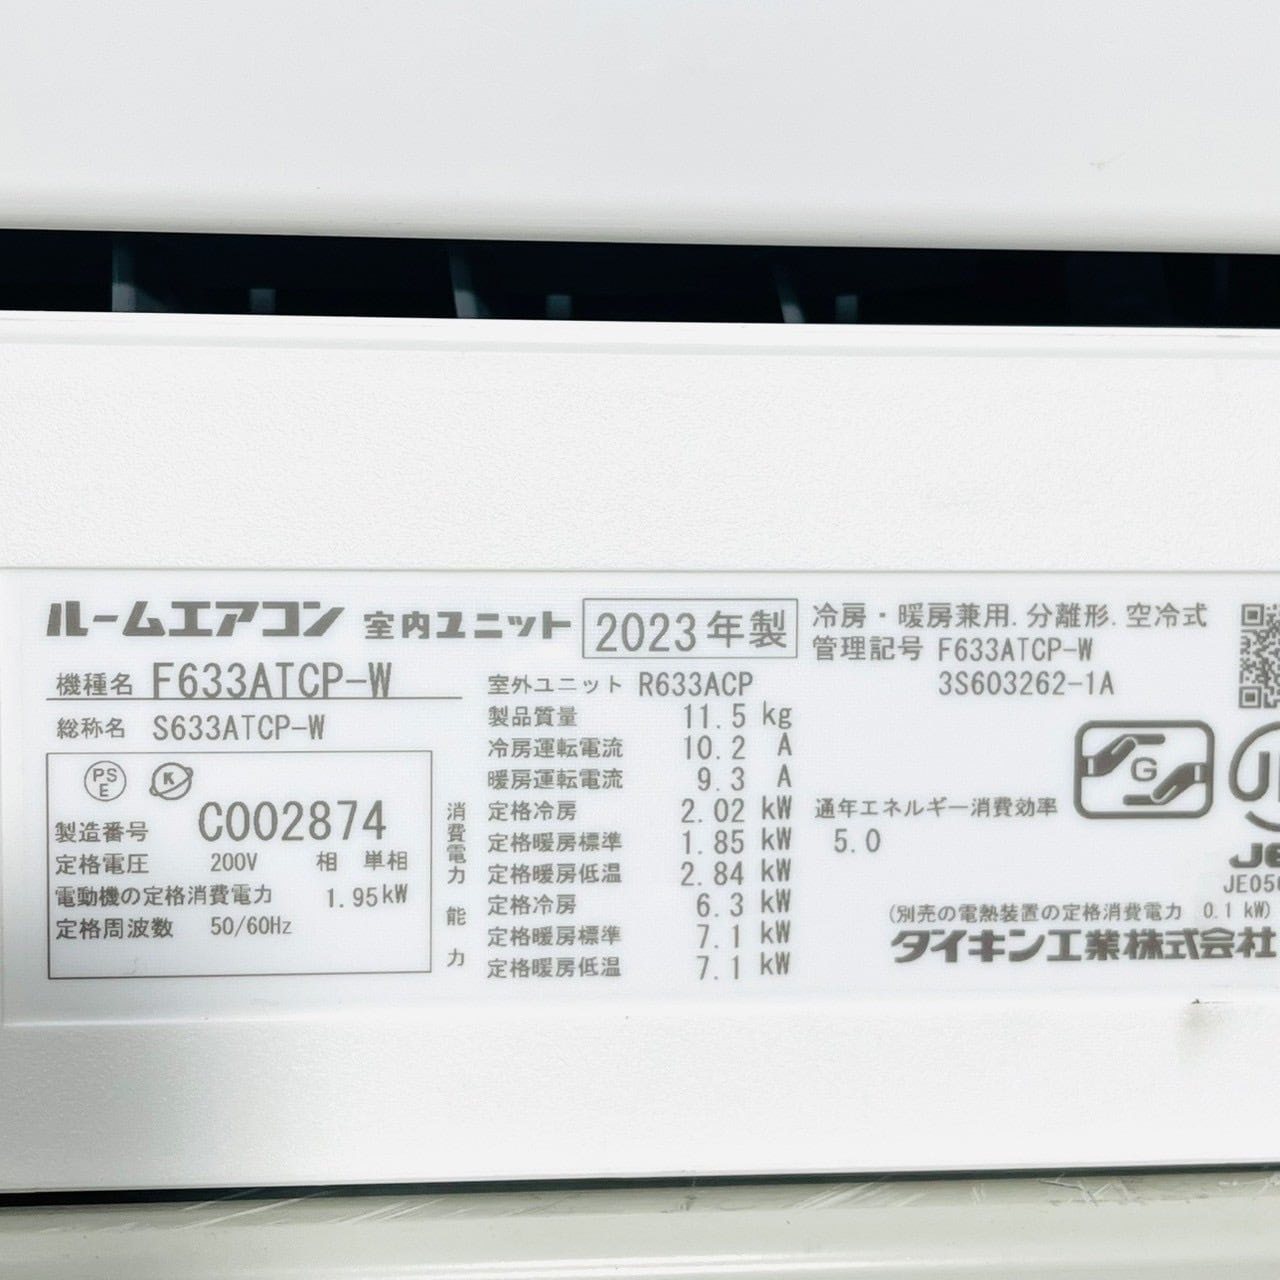 ルームエアコン 室内ユニット 2023年製
機種名 F633ATCP-W
総称名 S633ATCP-W
PS
E
K
製造番号 C002874
定格電圧 200V 相 単相
電動機の定格消費電力 1.95kW
定格周波数 50/60Hz
室外ユニット R633ACP
製品質量 11.5 kg
冷房運転電流 10.2 A
暖房運転電流 9.3 A
消費電力
定格冷房 2.02 kW
定格暖房標準 1.85 kW
定格暖房低温 2.84 kW
能力
定格冷房 6.3 kW
定格暖房標準 7.1 kW
定格暖房低温 7.1 kW
冷房・暖房兼用.分離形.空冷式
管理記号 F633ATCP-W
3S603262-1A
通年エネルギー消費効率
5.0
G
(別売の電熱装置の定格消費電力 0.1 kW)
ダイキン工業株式会社